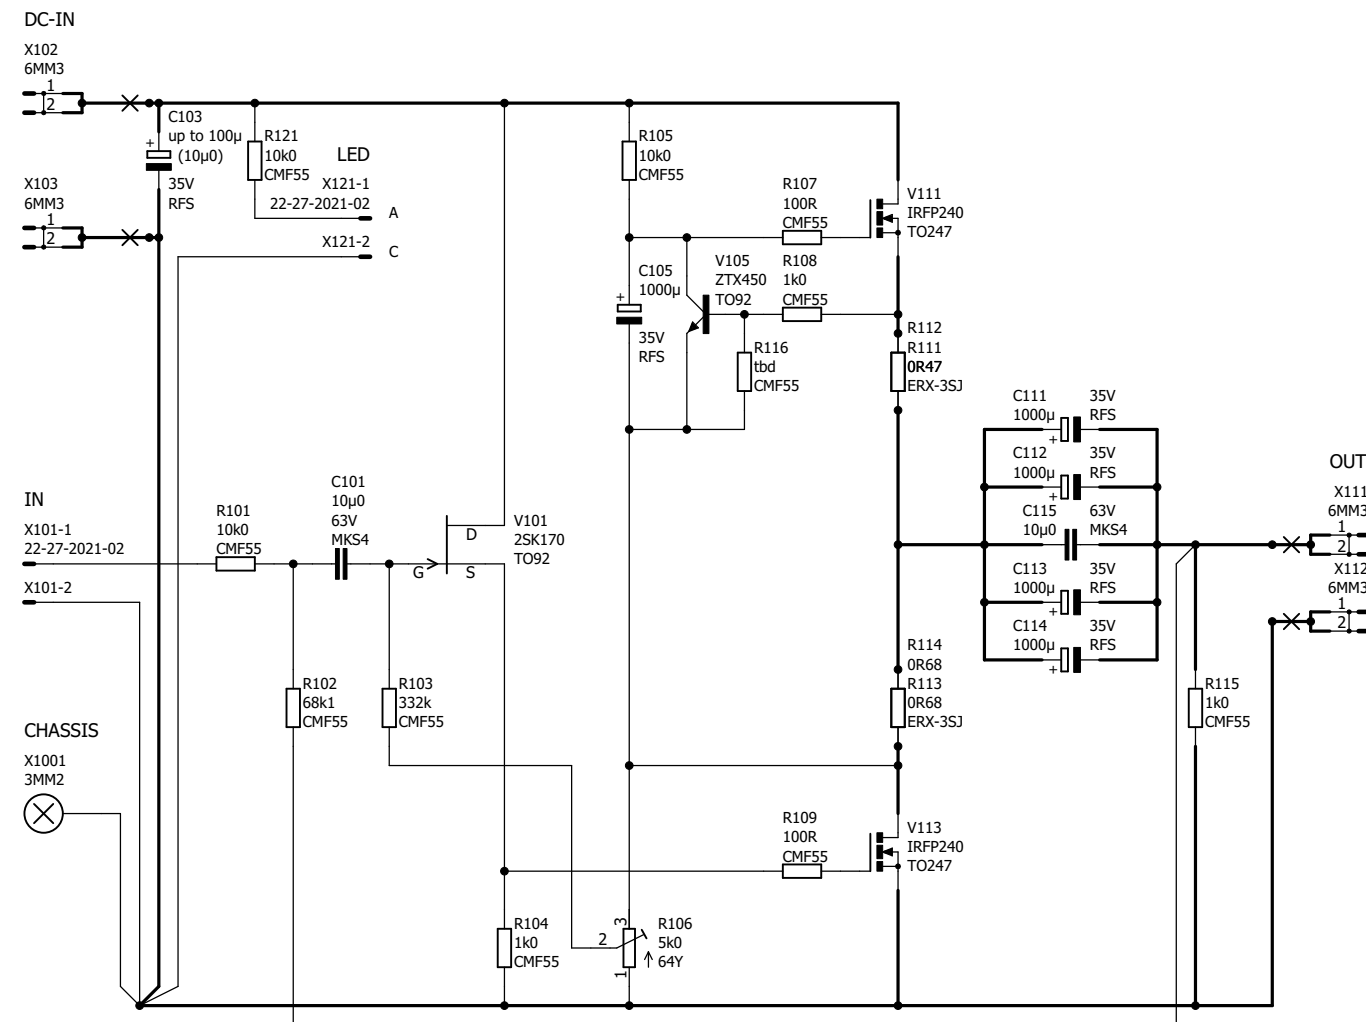 DC-IN
X102
6MM3
1
2
C103
up to 100µ
(10µ0)
+
35V
RFS
R121
10k0
CMF55
LED
X121-1
22-27-2021-02
A
X121-2
C
X103
6MM3
1
2
R105
10k0
CMF55
R107
100R
CMF55
V111
IRFP240
TO247
C105
1000µ
+
35V
RFS
V105
ZTX450
TO92
R108
1k0
CMF55
R116
tbd
CMF55
R112
R111
0R47
ERX-3SJ
C111
1000µ
+
35V
RFS
C112
1000µ
+
35V
RFS
C115
10µ0
63V
MKS4
C113
1000µ
+
35V
RFS
C114
1000µ
+
35V
RFS
OUT
X111
6MM3
1
2
X112
6MM3
1
2
IN
X101-1
22-27-2021-02
X101-2
R101
10k0
CMF55
C101
10µ0
63V
MKS4
D
G
S
V101
2SK170
TO92
R102
68k1
CMF55
R103
332k
CMF55
R114
0R68
R113
0R68
ERX-3SJ
R115
1k0
CMF55
CHASSIS
X1001
3MM2
R109
100R
CMF55
V113
IRFP240
TO247
R104
1k0
CMF55
3
2
1
R106
5k0
64Y